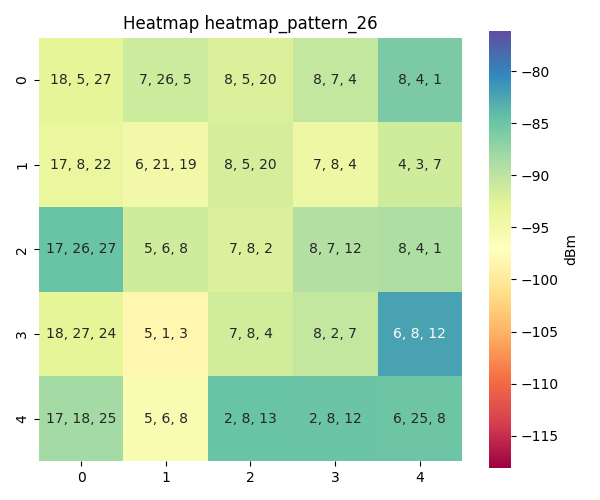 Heatmap heatmap_pattern_26
0 18, 5, 27 7, 26, 5 8, 5, 20 8, 7, 4 8, 4, 1
1 17, 8, 22 6, 21, 19 8, 5, 20 7, 8, 4 4, 3, 7
2 17, 26, 27 5, 6, 8 7, 8, 2 8, 7, 12 8, 4, 1
3 18, 27, 24 5, 1, 3 7, 8, 4 8, 2, 7 6, 8, 12
4 17, 18, 25 5, 6, 8 2, 8, 13 2, 8, 12 6, 25, 8
0 1 2 3 4
−80
−85
−90
−95
−100
−105
−110
−115
dBm